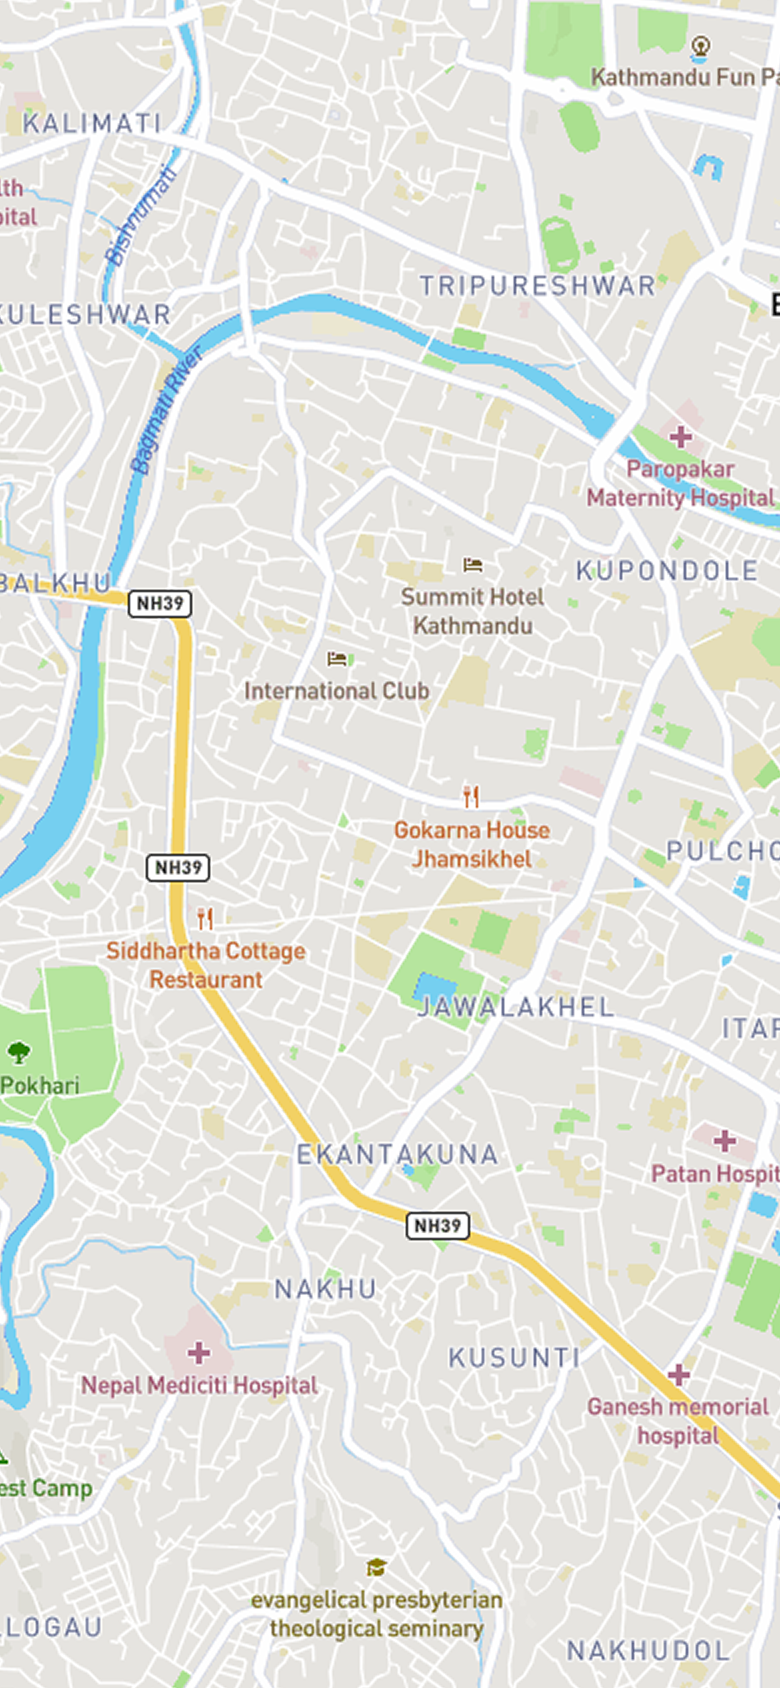 Kathmandu Fun Pa
KALIMATI
lth
ital
Bishnumati
TRIPURESHWAR
KULESHWAR
E
Bagmati River
Paropakar
Maternity Hospital
BALKHU
NH39
KUPONDOLE
Summit Hotel
Kathmandu
International Club
Gokarna House
Jhamsikhel
PULCHO
NH39
Siddhartha Cottage
Restaurant
JAWALAKHEL
ITAP
Pokhari
EKANTAKUNA
Patan Hospit
NH39
NAKHU
KUSUNTI
Nepal Mediciti Hospital
Ganesh memorial
hospital
est Camp
S
evangelical presbyterian
theological seminary
LOGAU
NAKHUDOL